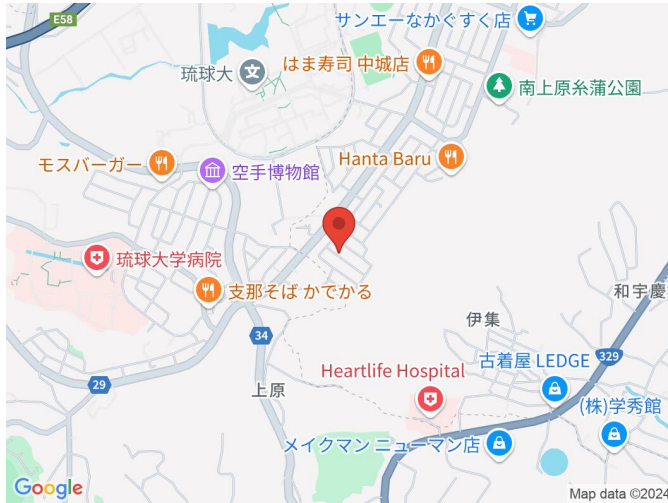 E58
サンエーなかぐすく店
はま寿司 中城店
琉球大
南上原糸蒲公園
モスバーガー
Hanta Baru
空手博物館
琉球大学病院
支那そば かでかる
和宇慶
伊集
34
329
古着屋 LEDGE
Heartlife Hospital
29
上原
(株)学秀館
メイクマン ニューマン店
Google
Map data ©2024